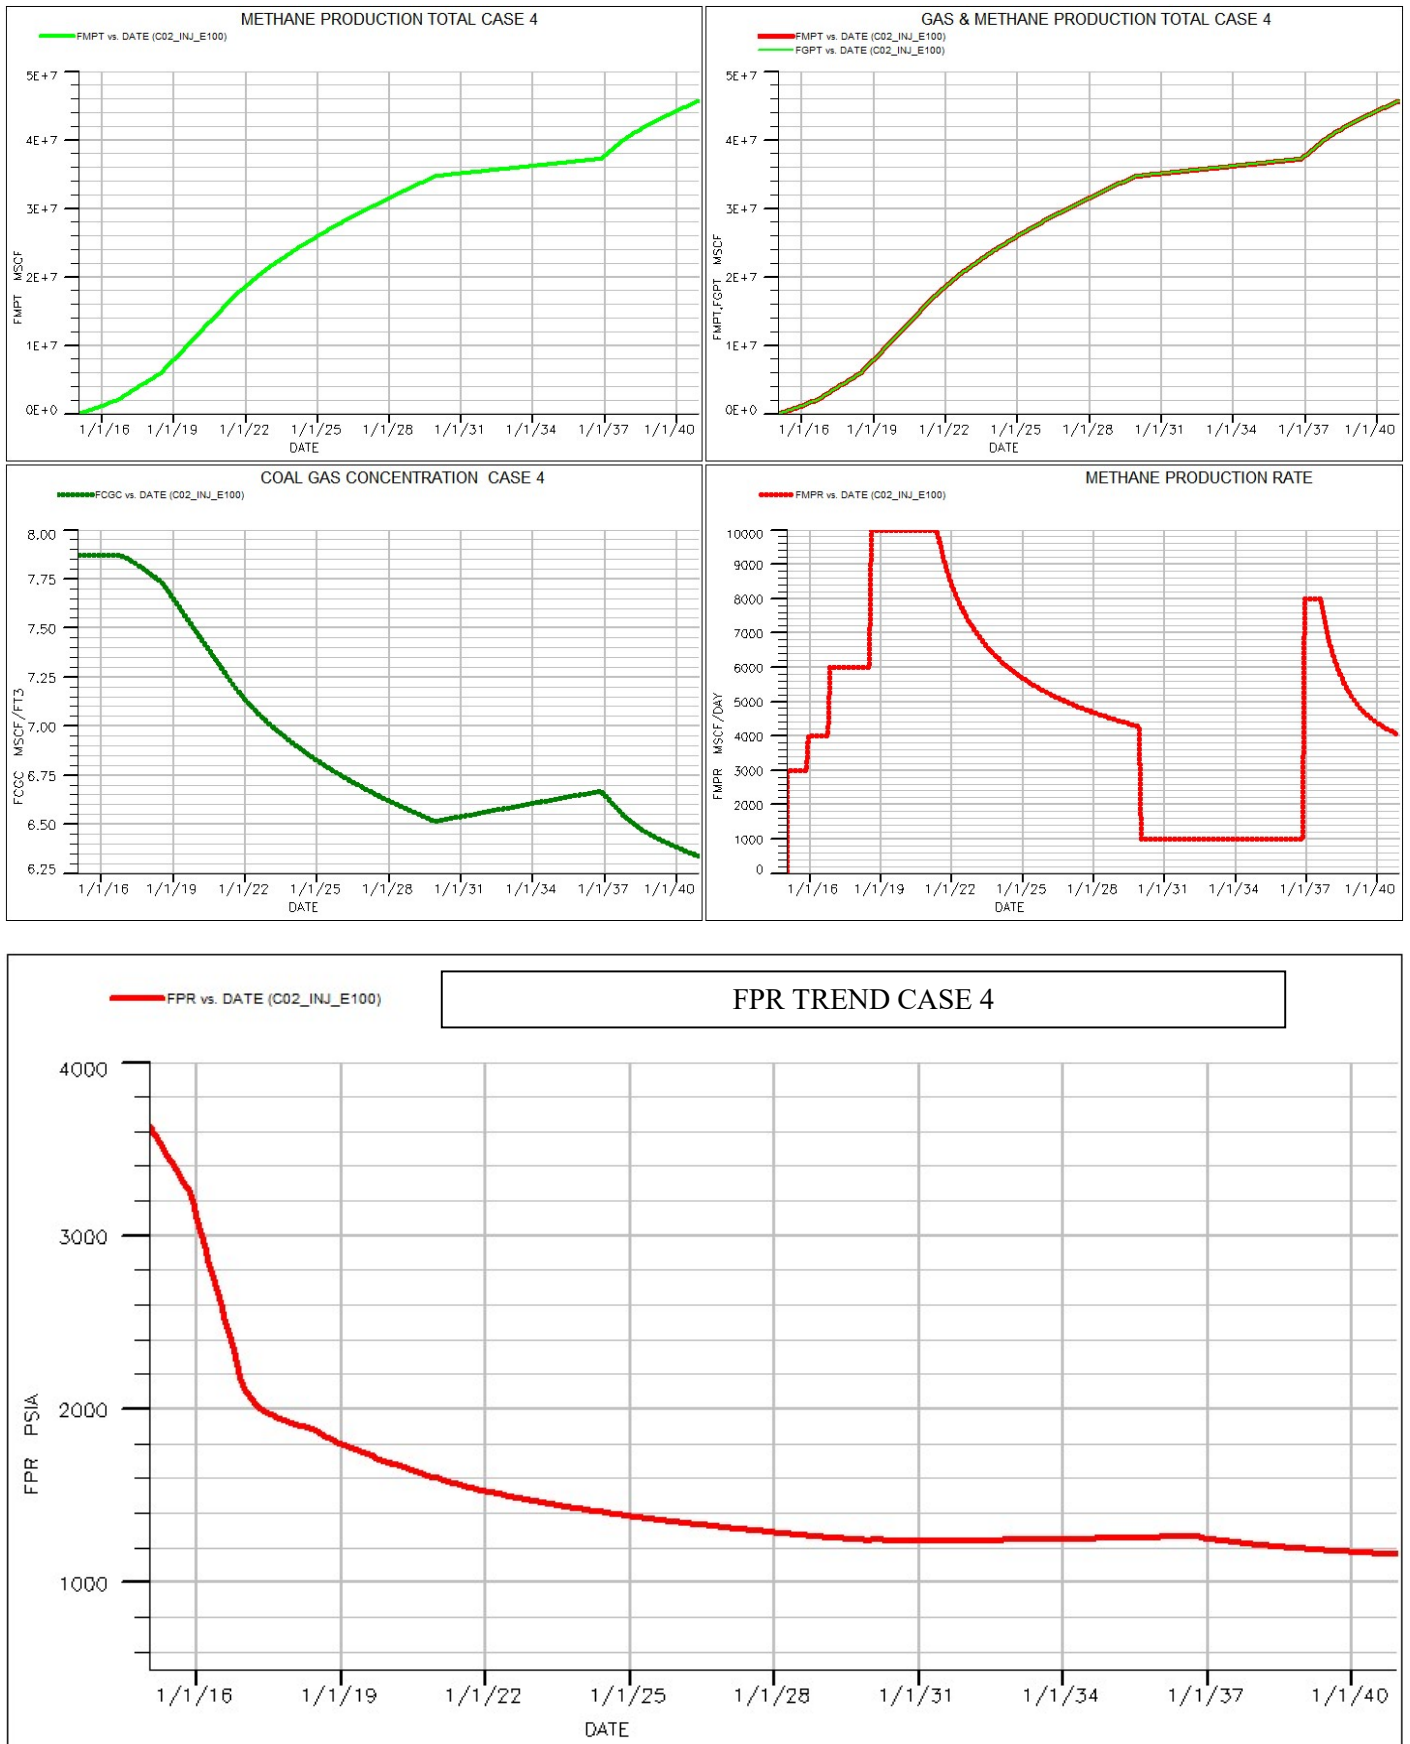 METHANE PRODUCTION TOTAL CASE 4
FMPT vs. DATE (C02_INJ_E100)
5E+7
4E+7
3E+7
2E+7
1E+7
0E+0
FMPT MSCF
1/1/16 1/1/19 1/1/22 1/1/25 1/1/28 1/1/31 1/1/34 1/1/37 1/1/40
DATE
GAS & METHANE PRODUCTION TOTAL CASE 4
FMPT vs. DATE (C02_INJ_E100)
FGPT vs. DATE (C02_INJ_E100)
5E+7
4E+7
3E+7
2E+7
1E+7
0E+0
FMPT,FGPT MSCF
1/1/16 1/1/19 1/1/22 1/1/25 1/1/28 1/1/31 1/1/34 1/1/37 1/1/40
DATE
COAL GAS CONCENTRATION CASE 4
FCGC vs. DATE (C02_INJ_E100)
8.00
7.75
7.50
7.25
7.00
6.75
6.50
6.25
FCGC MSCF/FT3
1/1/16 1/1/19 1/1/22 1/1/25 1/1/28 1/1/31 1/1/34 1/1/37 1/1/40
DATE
METHANE PRODUCTION RATE
FMPR vs. DATE (C02_INJ_E100)
10000
9000
8000
7000
6000
5000
4000
3000
2000
1000
0
FMPR MSCF/DAY
1/1/16 1/1/19 1/1/22 1/1/25 1/1/28 1/1/31 1/1/34 1/1/37 1/1/40
DATE
FPR vs. DATE (C02_INJ_E100)
FPR TREND CASE 4
4000
3000
2000
1000
FPR PSIA
1/1/16 1/1/19 1/1/22 1/1/25 1/1/28 1/1/31 1/1/34 1/1/37 1/1/40
DATE